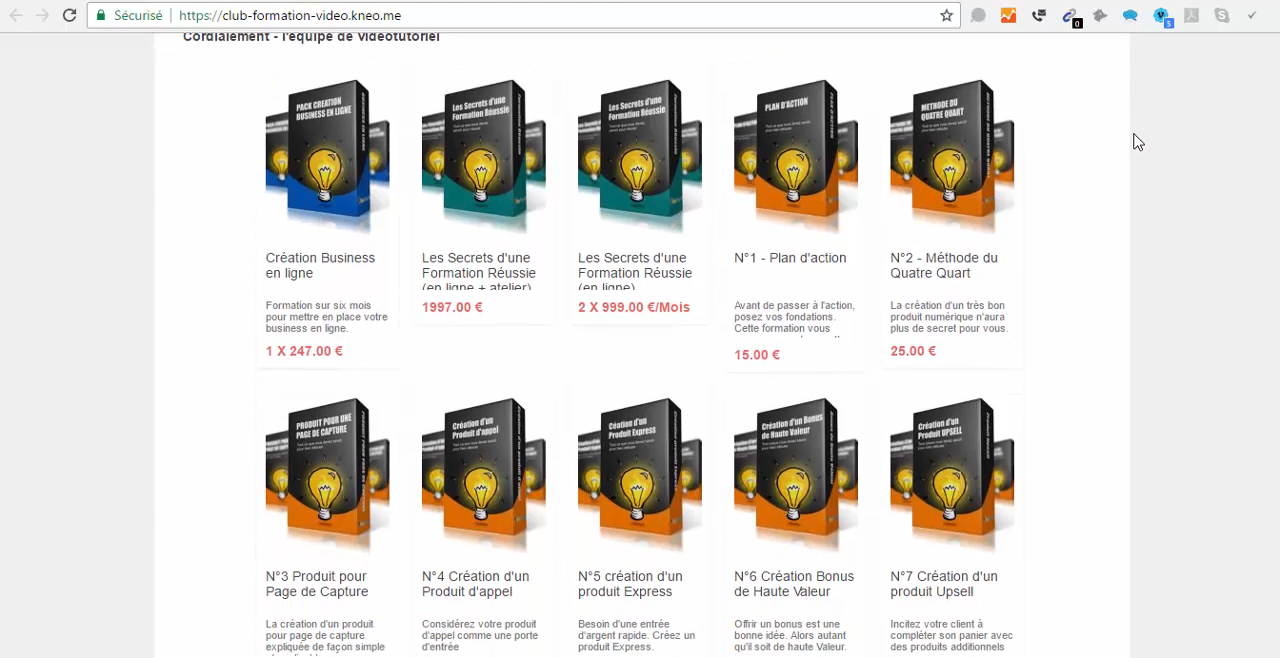 Sécurisé
https://club-formation-video.kneo.me
0
5
Cordialement - l'équipe de videotutoriel
PACK CREATION
BUSINESS EN LIGNE
Les Secrets d'une
Formation Réussie
Les Secrets d'une
Formation Réussie
PLAN D'ACTION
METHODE DU
QUATRE QUART
Création Business
en ligne
Les Secrets d'une
Formation Réussie
(en ligne + atelier)
Les Secrets d'une
Formation Réussie
(en ligne)
N°1 - Plan d'action
N°2 - Méthode du
Quatre Quart
Formation sur six mois
pour mettre en place votre
business en ligne.
1 X 247.00 €
1997.00 €
2 X 999.00 €/Mois
Avant de passer à l'action,
posez vos fondations.
Cette formation vous
15.00 €
La création d'un très bon
produit numérique n'aura
plus de secret pour vous.
25.00 €
PRODUIT POUR UNE
PAGE DE CAPTURE
Création d'un
Produit d'appel
Céation d'un
Produit Express
Création d'un Bonus
de Haute Valeur
Création d'un
Produit UPSELL
N°3 Produit pour
Page de Capture
N°4 Création d'un
Produit d'appel
N°5 création d'un
produit Express
N°6 Création Bonus
de Haute Valeur
N°7 Création d'un
produit Upsell
La création d'un produit
pour page de capture
expliquée de façon simple
Considérez votre produit
d'appel comme une porte
d'entrée
Besoin d'une entrée
d'argent rapide. Créez un
produit Express.
Offrir un bonus est une
bonne idée. Alors autant
qu'il soit de haute Valeur.
Incitez votre client à
compléter son panier avec
des produits additionnels